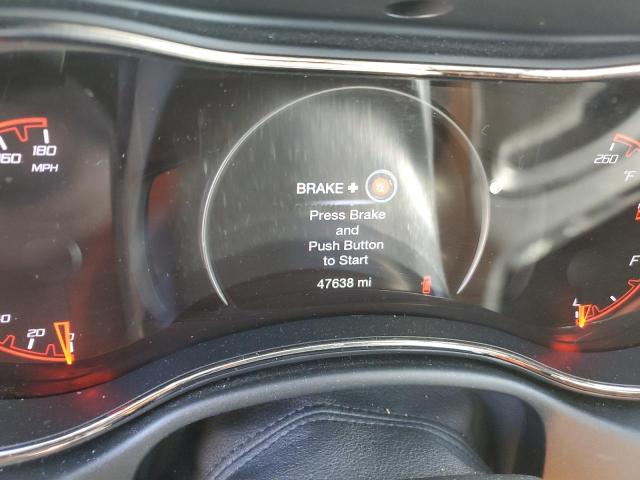 160 180
MPH
BRAKE +
Press Brake
and
Push Button
to Start
47638 mi
20
260
°F
F